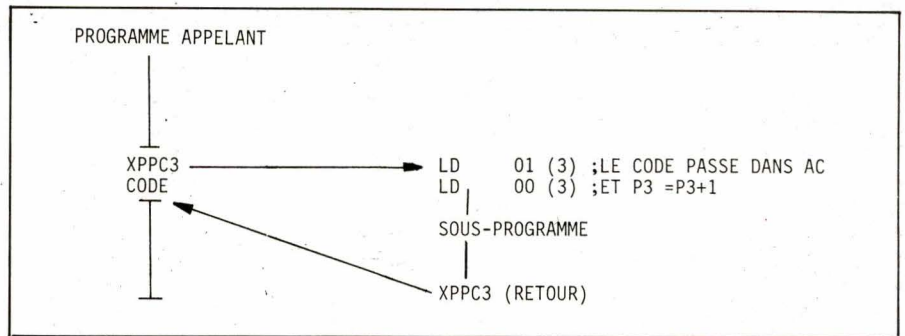 PROGRAMME APPELANT
XPPC3
CODE
LD 01 (3) ;LE CODE PASSE DANS AC
LD 00 (3) ;ET P3 =P3+1
SOUS-PROGRAMME
XPPC3 (RETOUR)